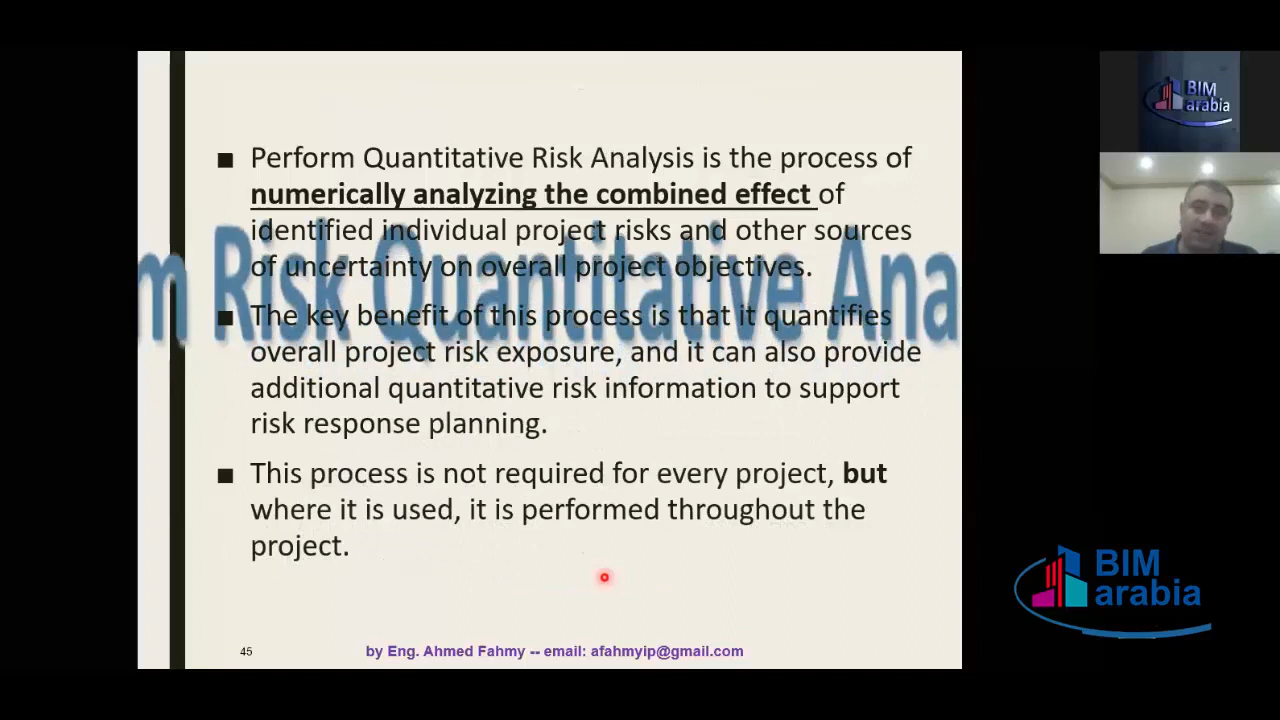 ■ Perform Quantitative Risk Analysis is the process of
numerically analyzing the combined effect of
identified individual project risks and other sources
of uncertainty on overall project objectives.
m Risk Quantitative Ana
■ The key benefit of this process is that it quantifies
overall project risk exposure, and it can also provide
additional quantitative risk information to support
risk response planning.
■ This process is not required for every project, but
where it is used, it is performed throughout the
project.
45
by Eng. Ahmed Fahmy -- email: afahmyip@gmail.com
BIM
arabia
BIM
arabia